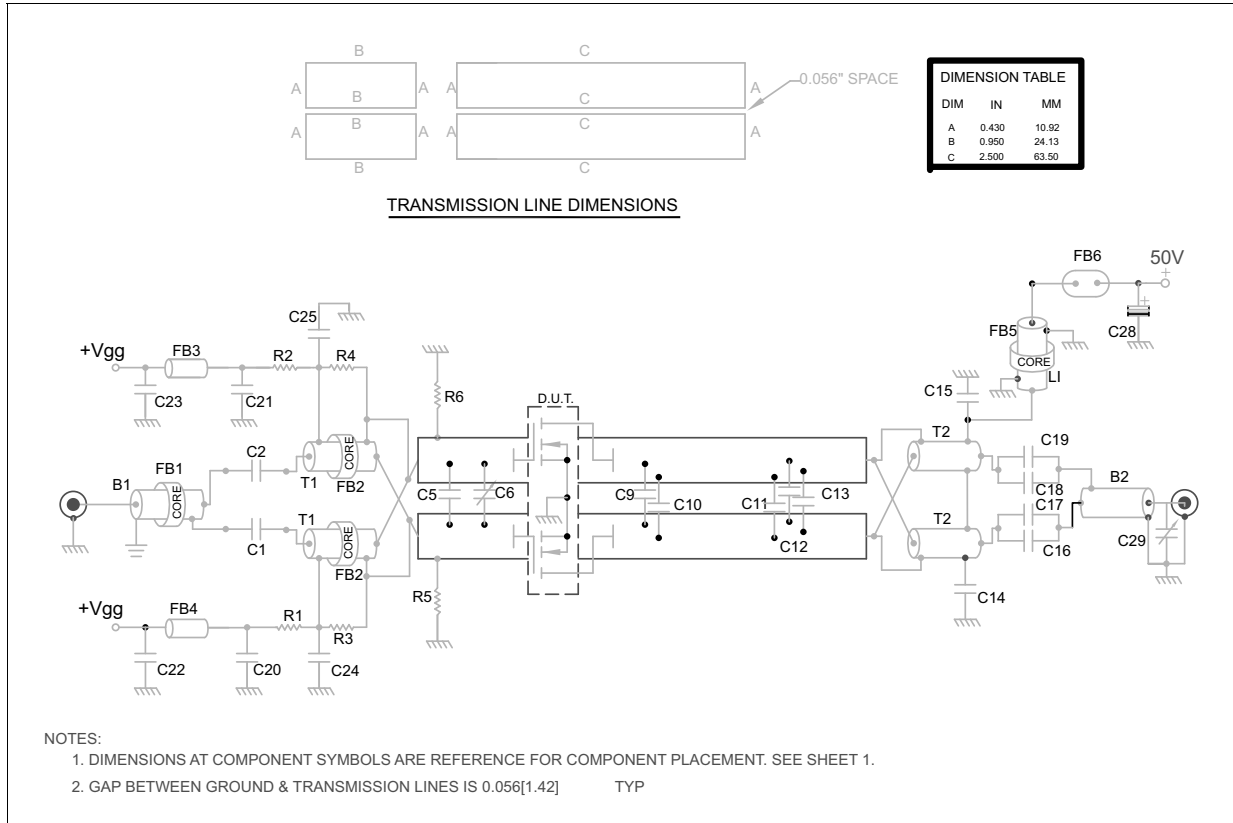 B
C
0.056" SPACE
A
A
A
A
B
C
B
C
A
A
A
A
B
C
DIMENSION TABLE
DIM IN MM
A 0.430 10.92
B 0.950 24.13
C 2.500 63.50
TRANSMISSION LINE DIMENSIONS
FB6
50V
+
+
C28
FB5
CORE
LI
C15
C25
+Vgg
FB3
R2
R4
C23
C21
R6
D.U.T.
C2
CORE
T1
FB2
B1
FB1
CORE
C5
C6
C9
C10
C11
C13
C12
T2
C19
C18
B2
C17
T1
CORE
C1
FB2
T2
C16
C29
+Vgg
FB4
R1
R3
R5
C14
C22
C20
C24
NOTES:
1. DIMENSIONS AT COMPONENT SYMBOLS ARE REFERENCE FOR COMPONENT PLACEMENT. SEE SHEET 1.
2. GAP BETWEEN GROUND & TRANSMISSION LINES IS 0.056[1.42] TYP